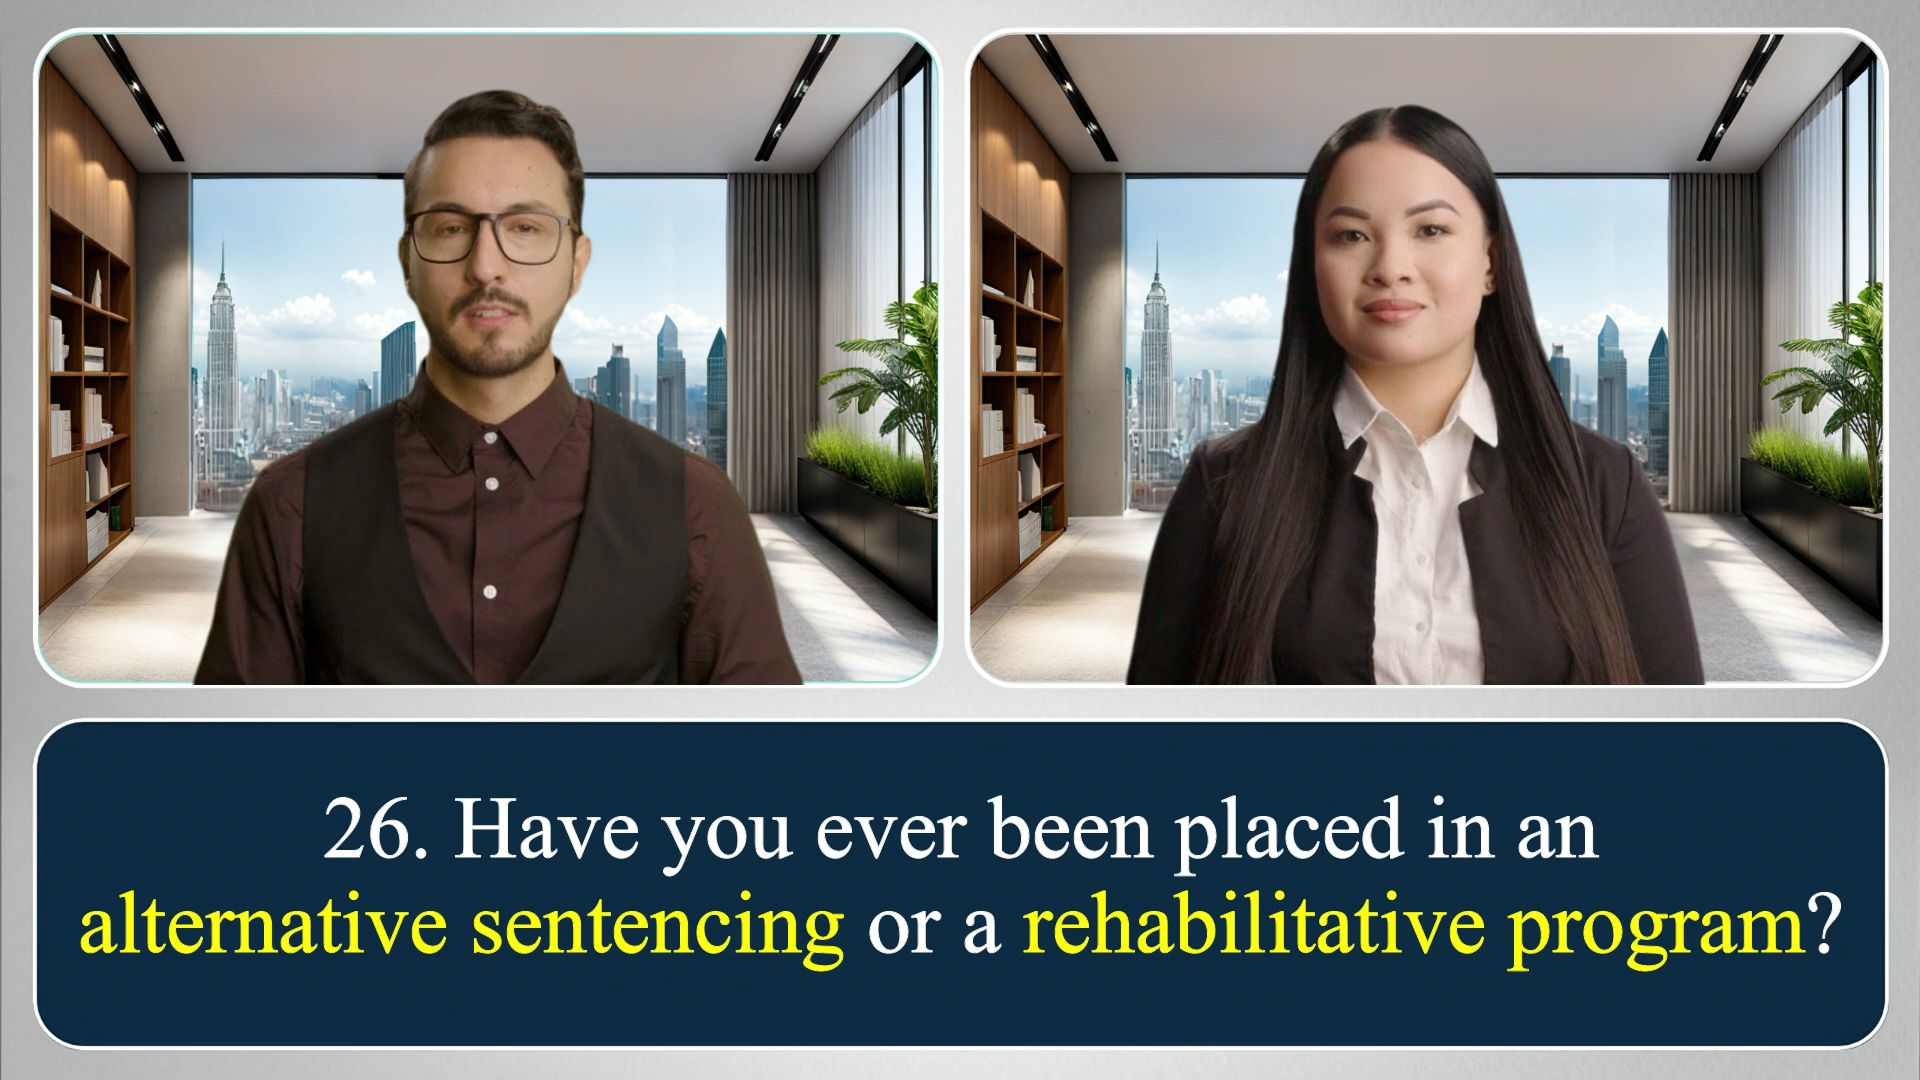 26. Have you ever been placed in an
alternative sentencing or a rehabilitative program?